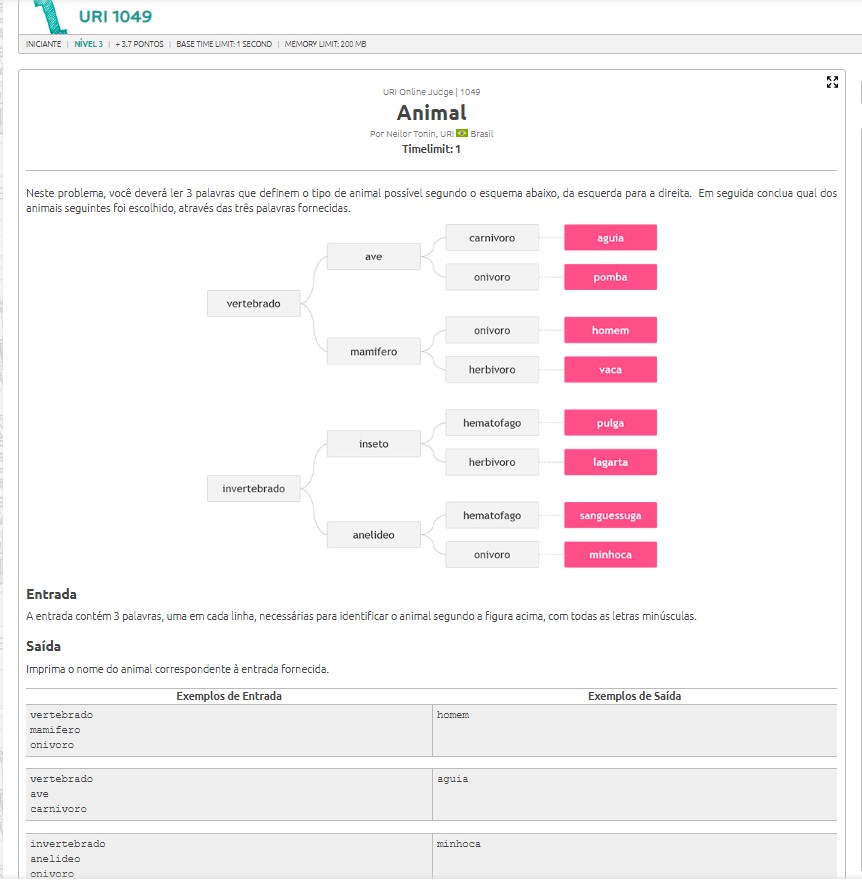 URI 1049
INICIANTE | NÍVEL 3 | + 3.7 PONTOS | BASE TIME LIMIT: 1 SECOND | MEMORY LIMIT: 200 MB
URI Online Judge | 1049
Animal
Por Neilor Tonin, URI Brasil
Timelimit: 1
Neste problema, você deverá ler 3 palavras que definem o tipo de animal possível segundo o esquema abaixo, da esquerda para a direita. Em seguida conclua qual dos
animais seguintes foi escolhido, através das três palavras fornecidas.
carnivoro aguia
ave
onivoro pomba
vertebrado
onivoro homem
mamifero
herbivoro vaca
hematofago pulga
inseto
herbivoro lagarta
invertebrado
hematofago sanguessuga
anelideo
onivoro minhoca
Entrada
A entrada contém 3 palavras, uma em cada linha, necessárias para identificar o animal segundo a figura acima, com todas as letras minúsculas.
Saída
Imprima o nome do animal correspondente à entrada fornecida.
Exemplos de Entrada Exemplos de Saída
vertebrado homem
mamifero
onivoro
vertebrado aguia
ave
carnivoro
invertebrado minhoca
anelideo
onivoro